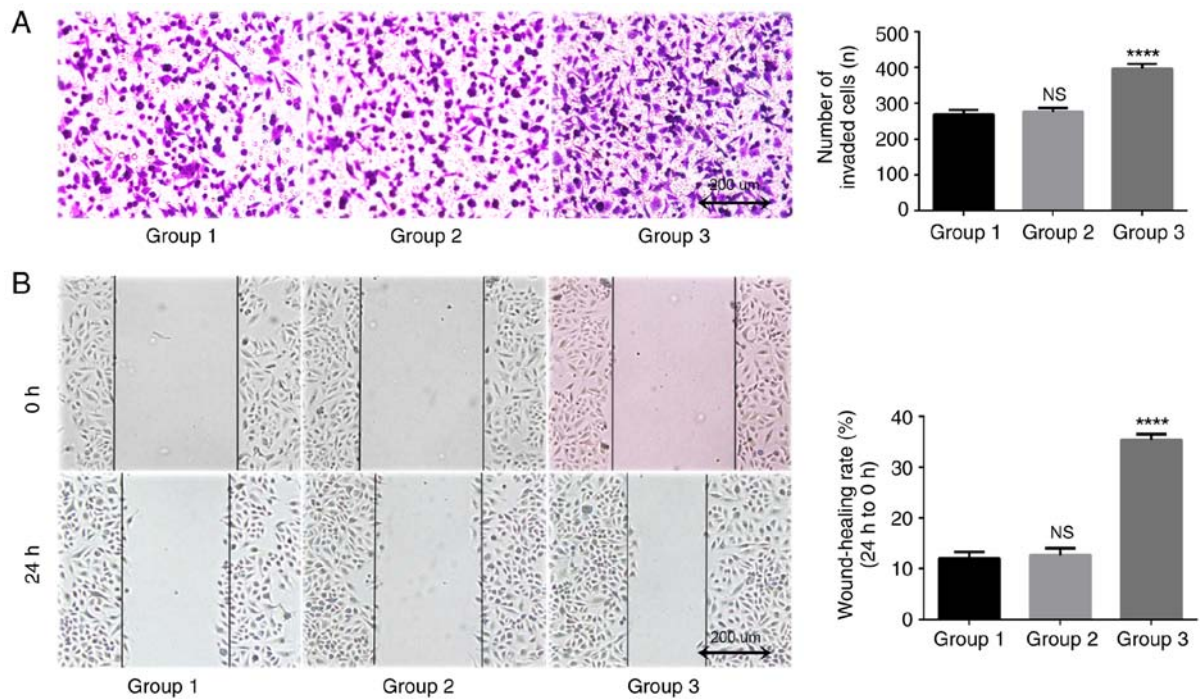 A
200 um
Group 1 Group 2 Group 3
Number of
invaded cells (n)
500
400
300
200
100
0
NS
****
Group 1 Group 2 Group 3
B
0 h
24 h
200 um
Group 1 Group 2 Group 3
Wound-healing rate (%)
(24 h to 0 h)
40
30
20
10
0
NS
****
Group 1 Group 2 Group 3